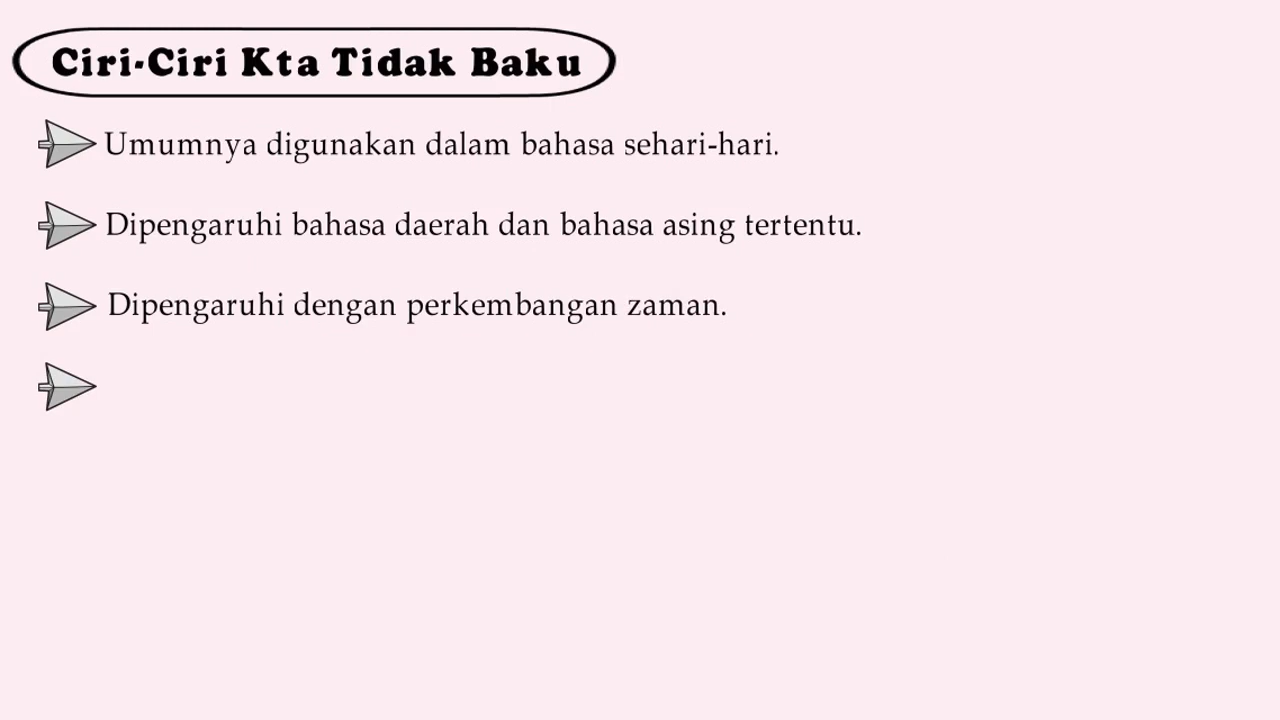 Ciri-Ciri Kta Tidak Baku
Umumnya digunakan dalam bahasa sehari-hari.
Dipengaruhi bahasa daerah dan bahasa asing tertentu.
Dipengaruhi dengan perkembangan zaman.